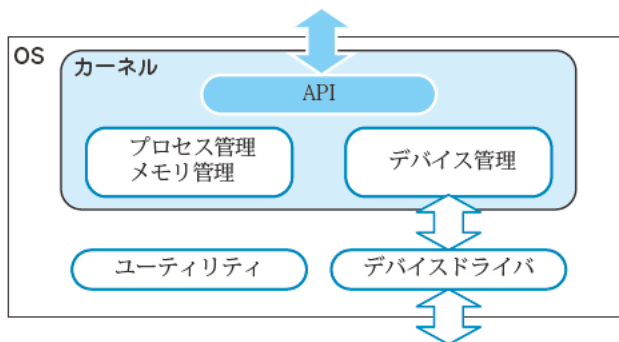 OS
カーネル
API
プロセス管理
メモリ管理
デバイス管理
ユーティリティ
デバイスドライバ